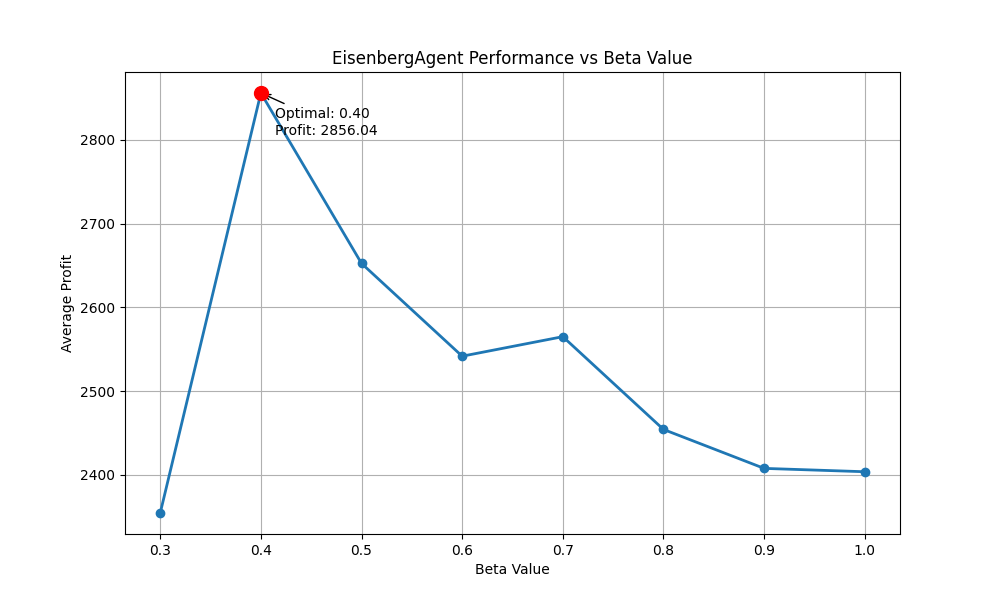 EisenbergAgent Performance vs Beta Value
Optimal: 0.40
Profit: 2856.04
2800
2700
2600
2500
2400
Average Profit
0.3 0.4 0.5 0.6 0.7 0.8 0.9 1.0
Beta Value